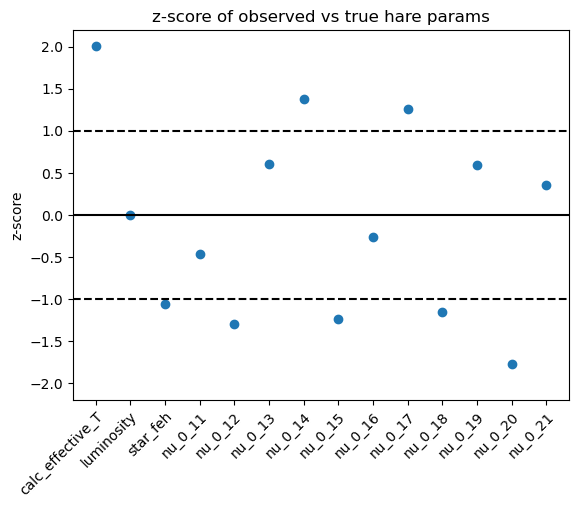 z-score of observed vs true hare params
z-score
2.0
1.5
1.0
0.5
0.0
−0.5
−1.0
−1.5
−2.0
calc_effective_T
luminosity
star_feh
nu_0_11
nu_0_12
nu_0_13
nu_0_14
nu_0_15
nu_0_16
nu_0_17
nu_0_18
nu_0_19
nu_0_20
nu_0_21